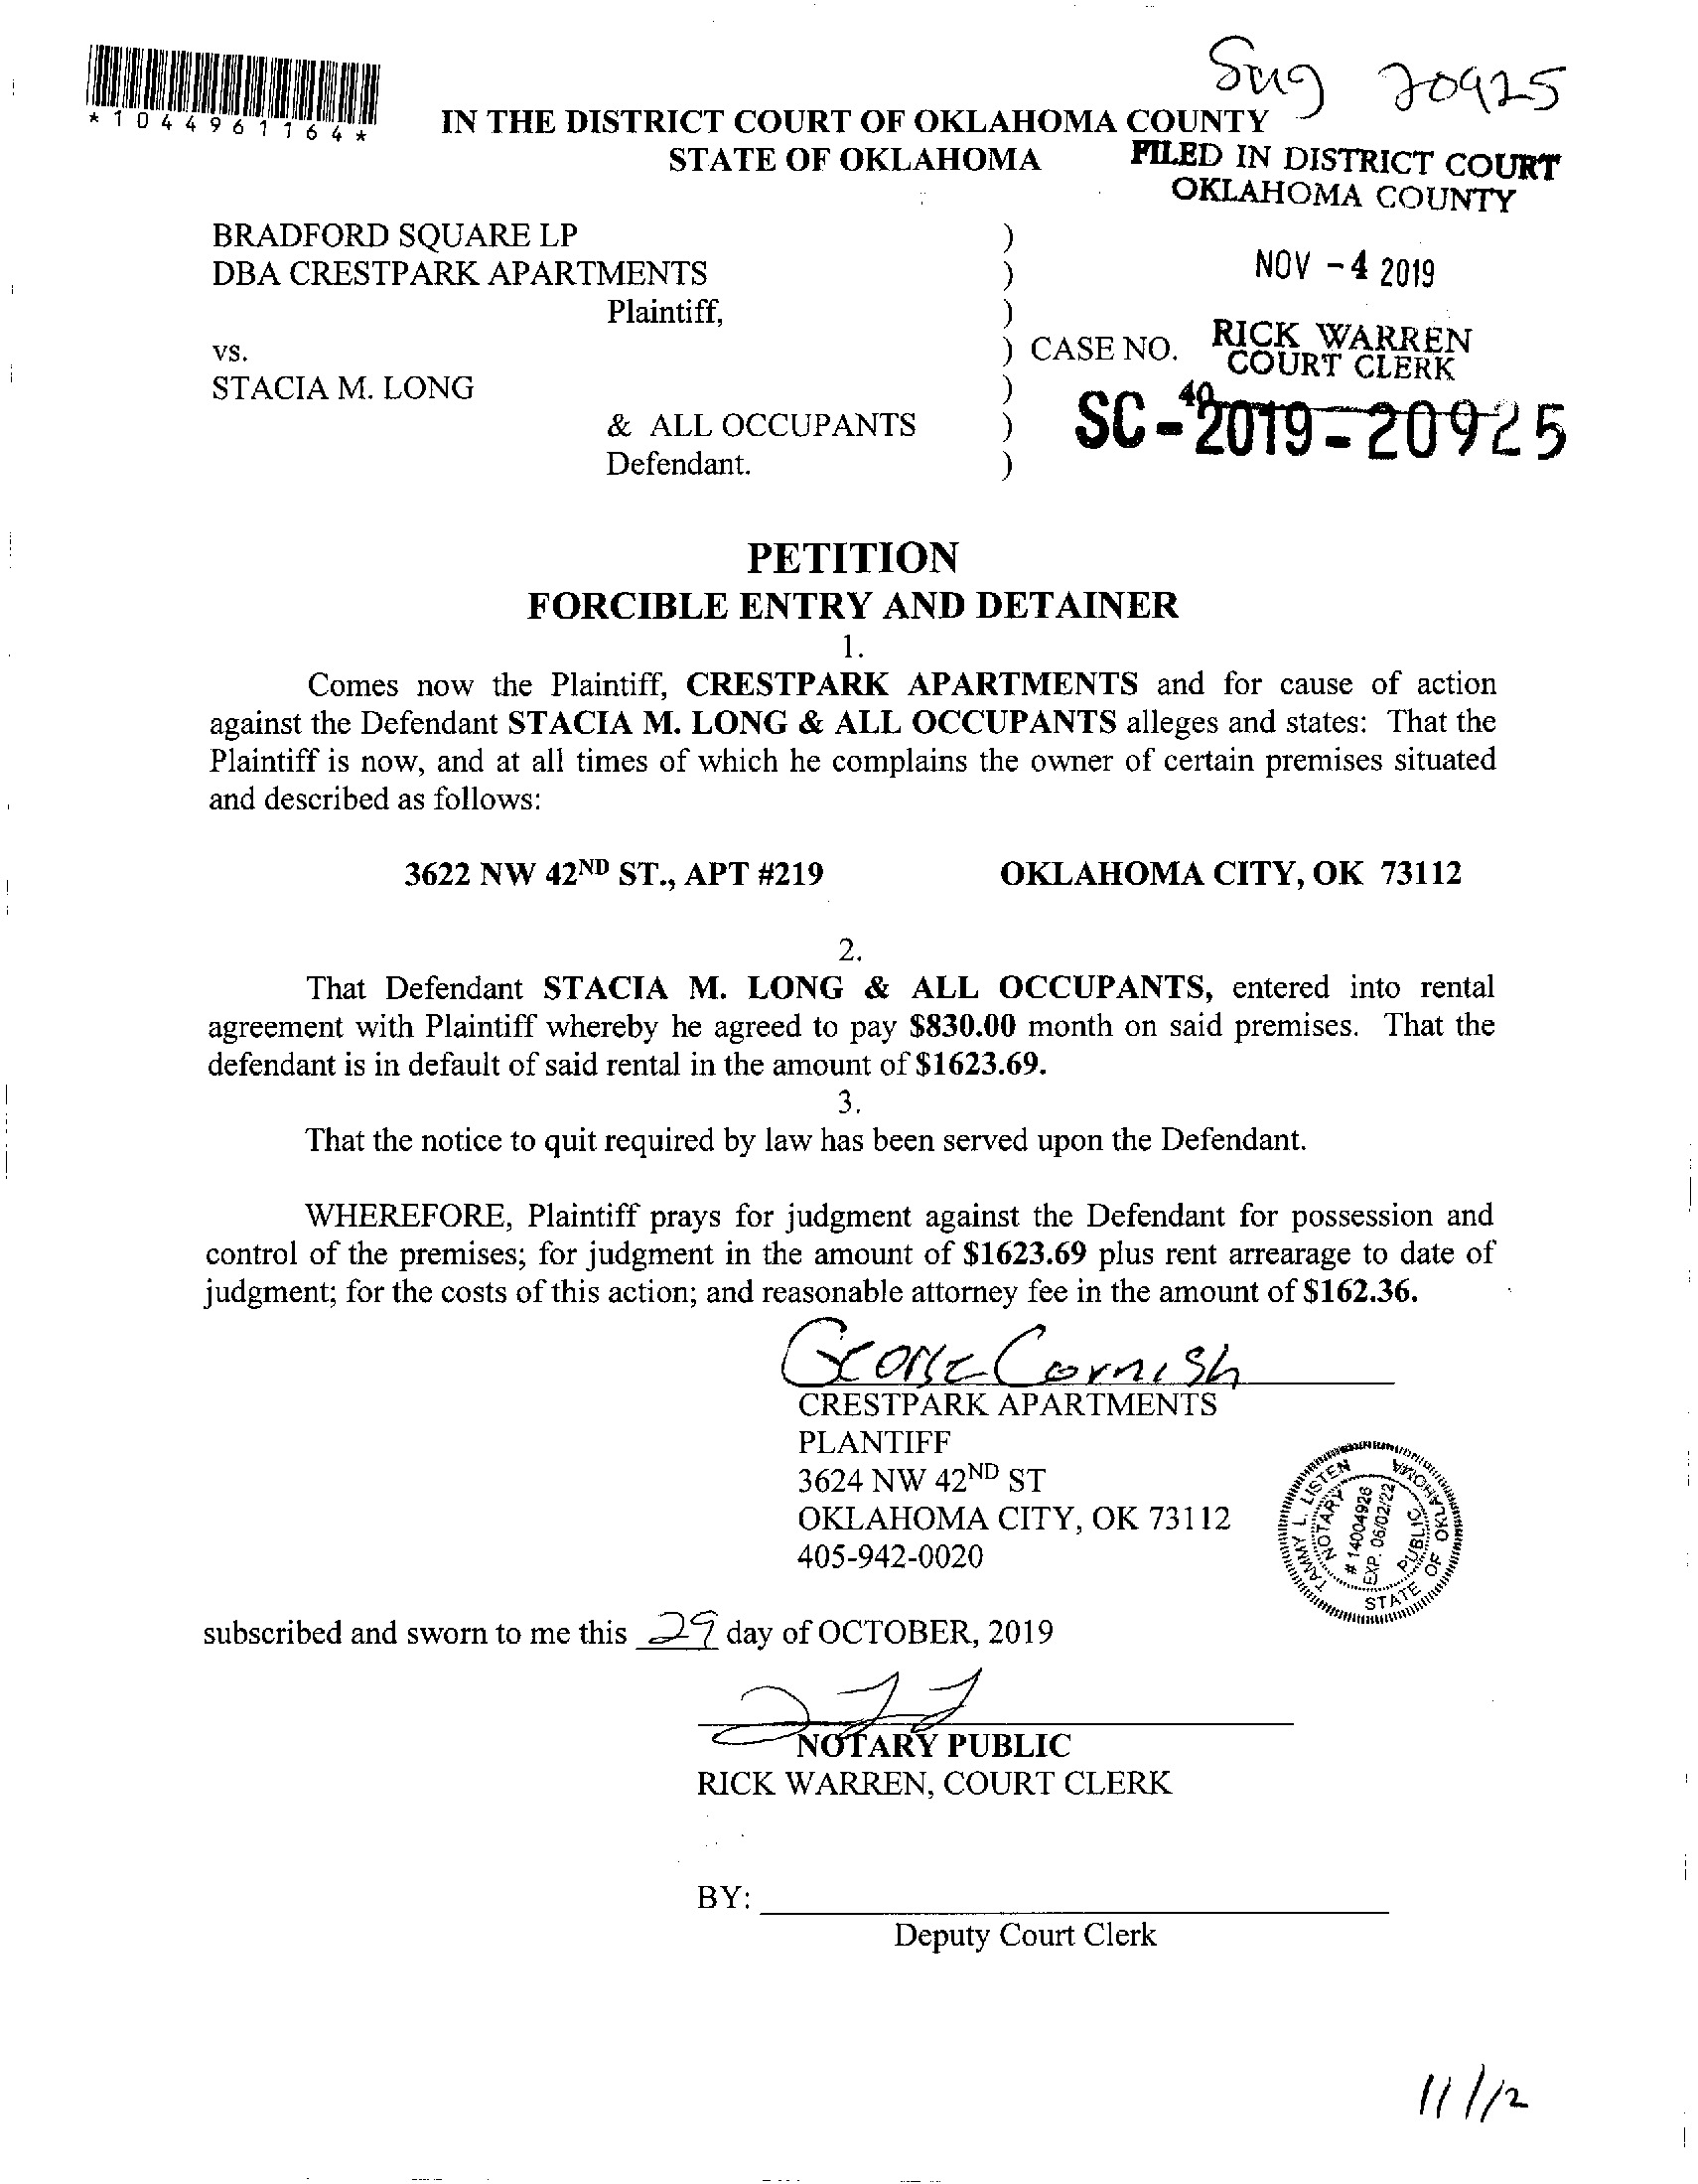 *1044961164*
Smg 20925
IN THE DISTRICT COURT OF OKLAHOMA COUNTY
STATE OF OKLAHOMA
FILED IN DISTRICT COURT
OKLAHOMA COUNTY
BRADFORD SQUARE LP )
DBA CRESTPARK APARTMENTS )
NOV -4 2019
Plaintiff, )
RICK WARREN
vs. ) CASE NO.
COURT CLERK
STACIA M. LONG )
40
SC-2019-20925
& ALL OCCUPANTS )
Defendant. )
PETITION
FORCIBLE ENTRY AND DETAINER
1.
Comes now the Plaintiff, CRESTPARK APARTMENTS and for cause of action
against the Defendant STACIA M. LONG & ALL OCCUPANTS alleges and states: That the
Plaintiff is now, and at all times of which he complains the owner of certain premises situated
and described as follows:
3622 NW 42ND ST., APT #219 OKLAHOMA CITY, OK 73112
2.
That Defendant STACIA M. LONG & ALL OCCUPANTS, entered into rental
agreement with Plaintiff whereby he agreed to pay $830.00 month on said premises. That the
defendant is in default of said rental in the amount of $1623.69.
3.
That the notice to quit required by law has been served upon the Defendant.
WHEREFORE, Plaintiff prays for judgment against the Defendant for possession and
control of the premises; for judgment in the amount of $1623.69 plus rent arrearage to date of
judgment; for the costs of this action; and reasonable attorney fee in the amount of $162.36.
George Cornish
CRESTPARK APARTMENTS
PLANTIFF
3624 NW 42ND ST
OKLAHOMA CITY, OK 73112
405-942-0020
TAMMY L. LISTEN
NOTARY
# 14004926
EXP. 06/02/22
PUBLIC
STATE OF OKLAHOMA
subscribed and sworn to me this 29 day of OCTOBER, 2019
NOTARY PUBLIC
RICK WARREN, COURT CLERK
BY:
Deputy Court Clerk
11/12